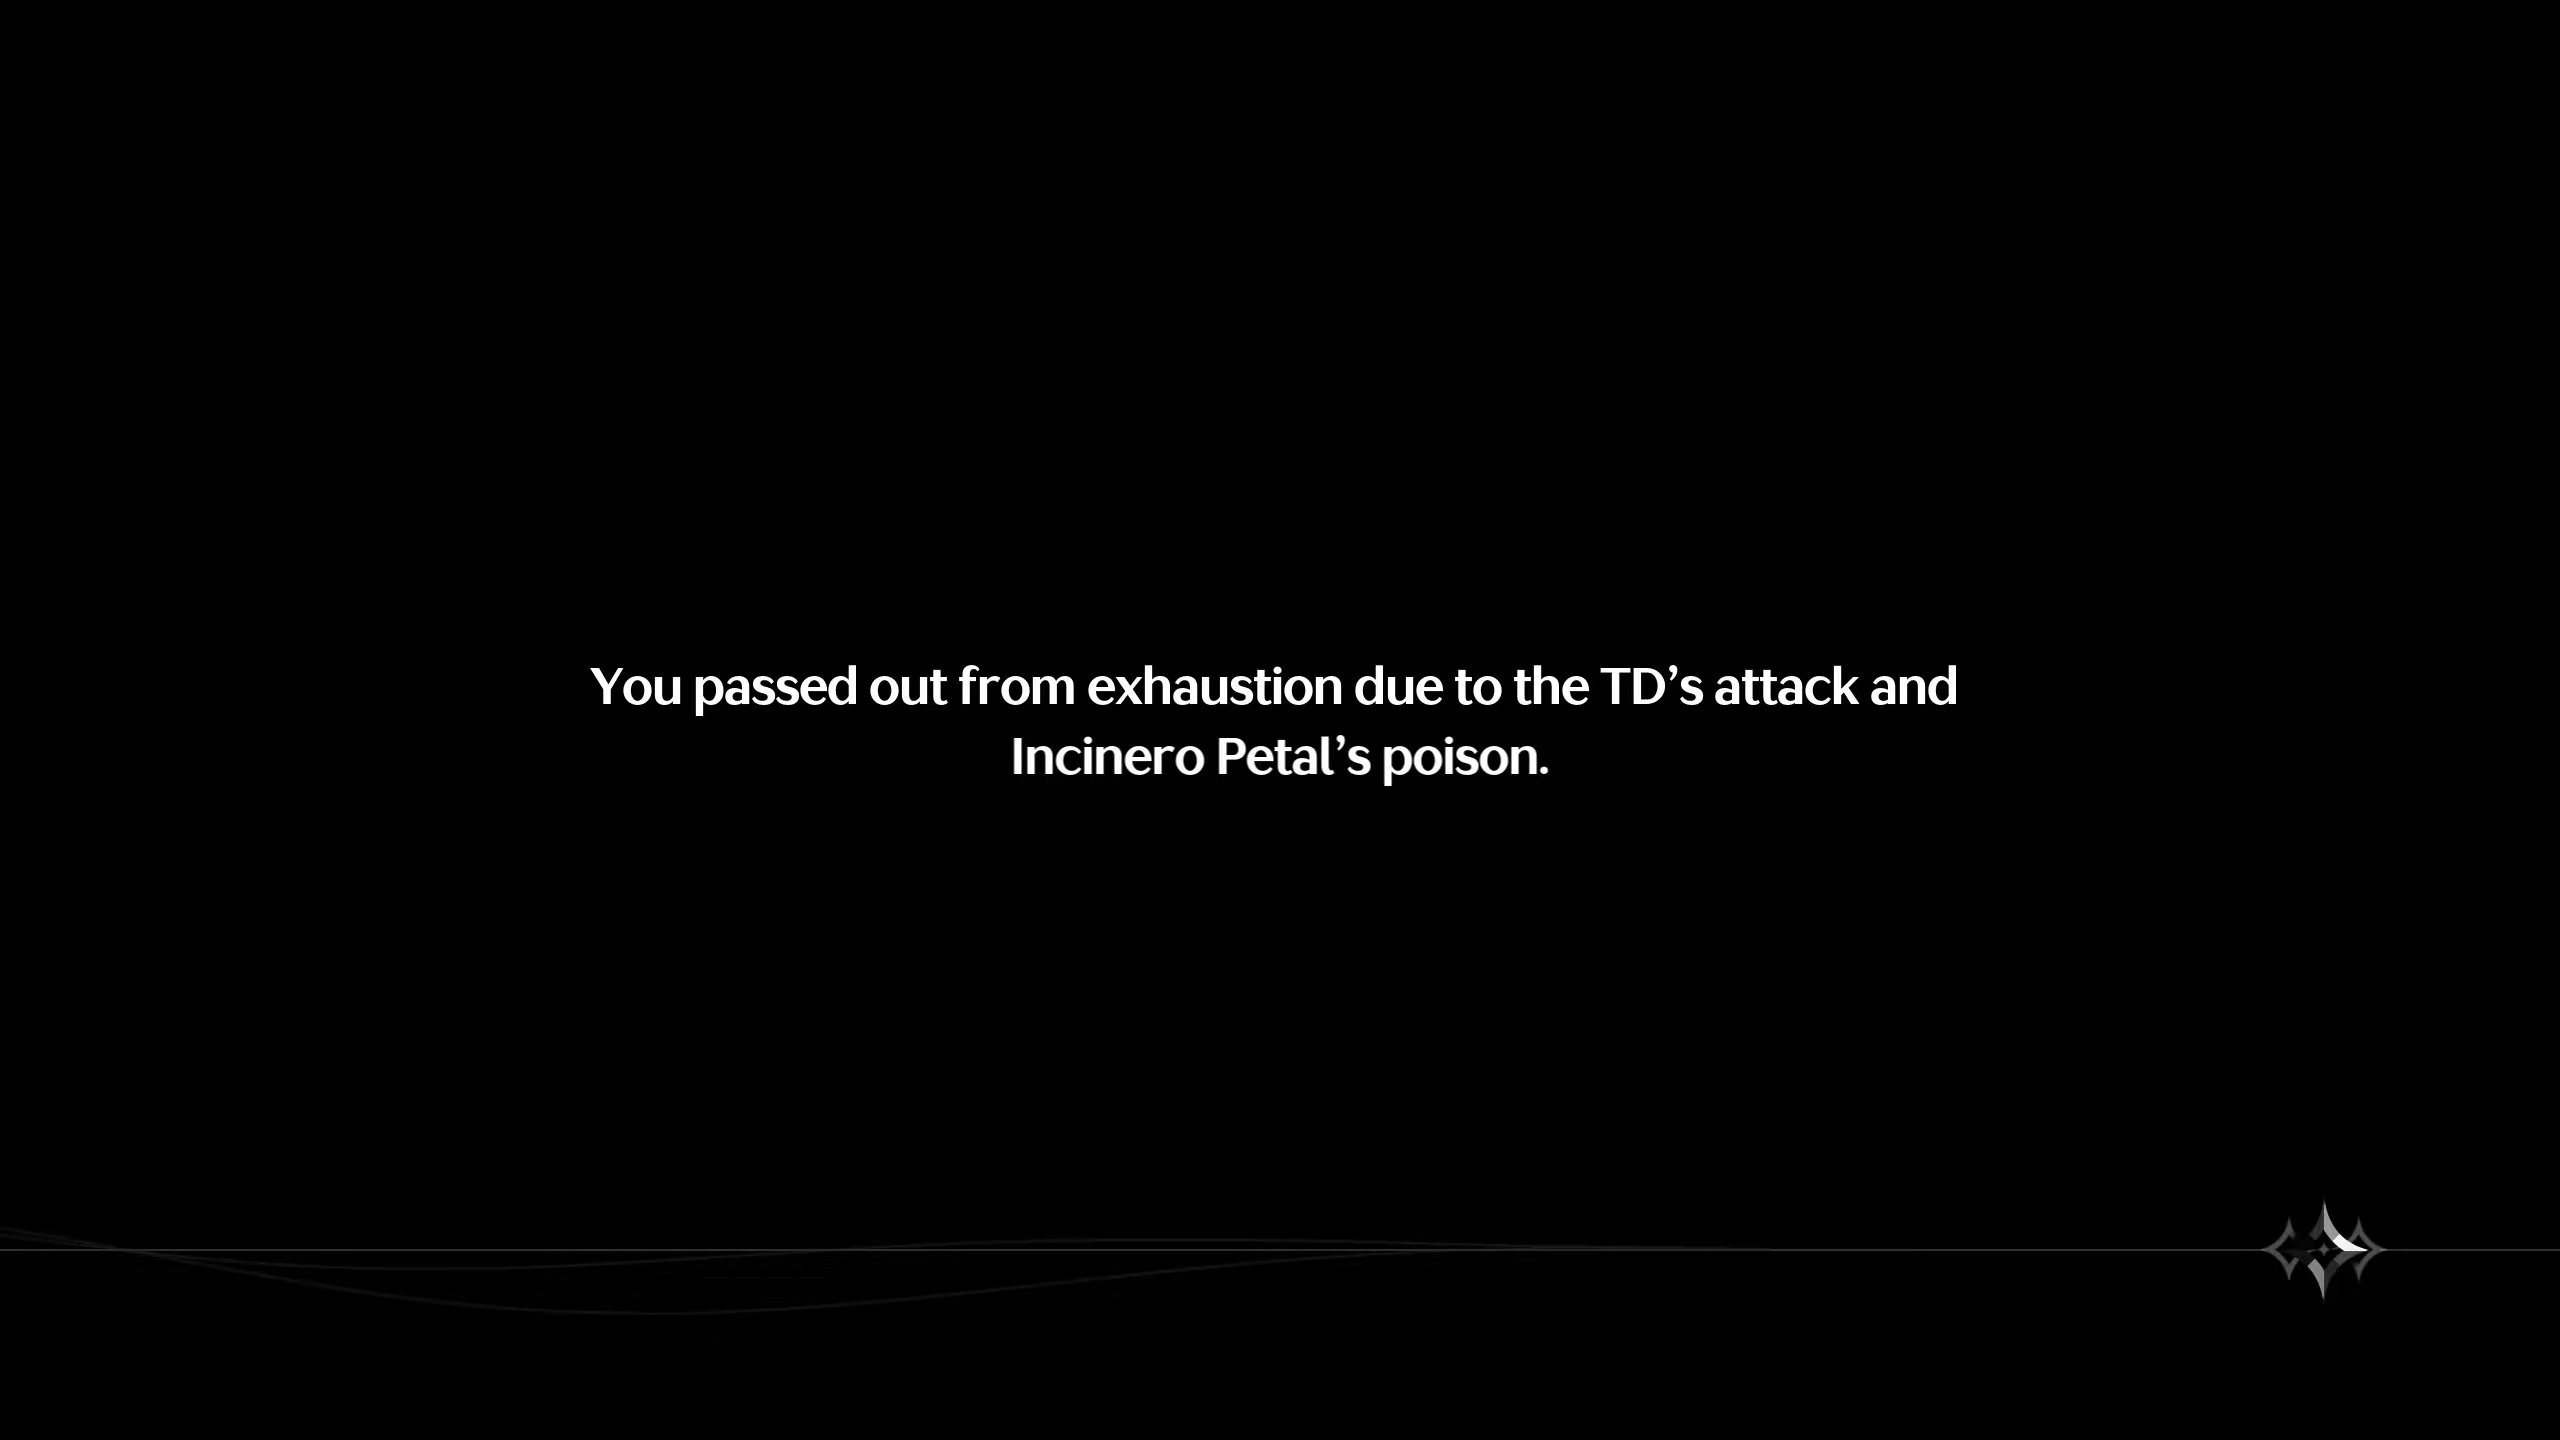 You passed out from exhaustion due to the TD’s attack and
Incinero Petal’s poison.